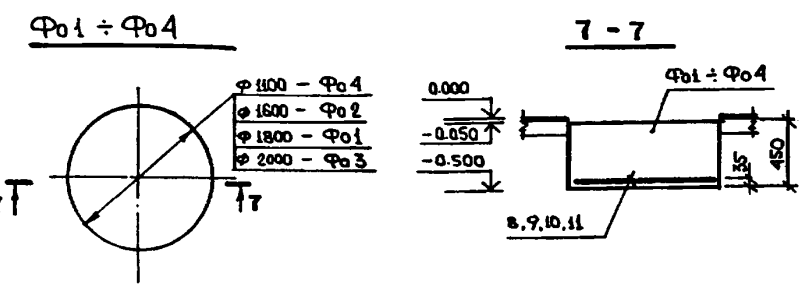 Фо1 ÷ Фо4
7 - 7
ф 1100 - Фо4
ф 1600 - Фо2
ф 1800 - Фо1
ф 2000 - Фо3
7
7
0.000
-0.050
-0.500
Фо1 ÷ Фо4
35
450
8,9,10,11